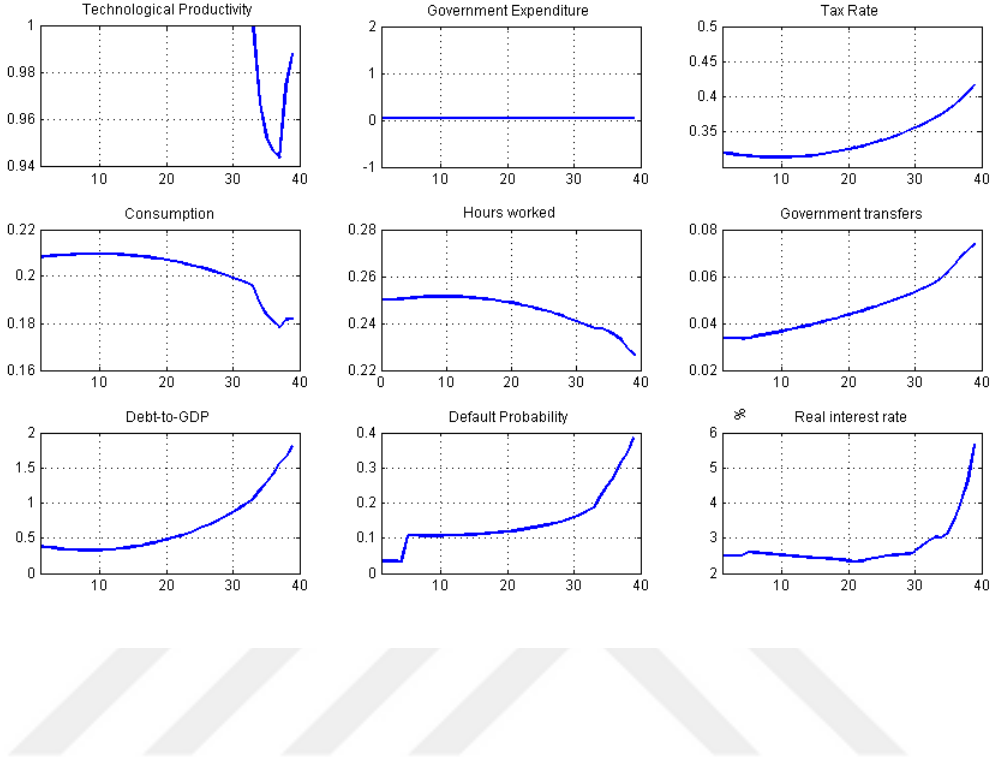 Technological Productivity
1
0.98
0.96
0.94
10 20 30 40
Government Expenditure
2
1
0
-1
10 20 30 40
Tax Rate
0.5
0.45
0.4
0.35
10 20 30 40
Consumption
0.22
0.2
0.18
0.16
10 20 30 40
Hours worked
0.28
0.26
0.24
0.22
0 10 20 30 40
Government transfers
0.08
0.06
0.04
0.02
10 20 30 40
Debt-to-GDP
2
1.5
1
0.5
0
10 20 30 40
Default Probability
0.4
0.3
0.2
0.1
0
10 20 30 40
% Real interest rate
6
5
4
3
2
10 20 30 40